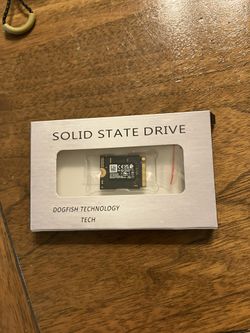 SOLID STATE DRIVE
DOGFISH TECHNOLOGY
TECH